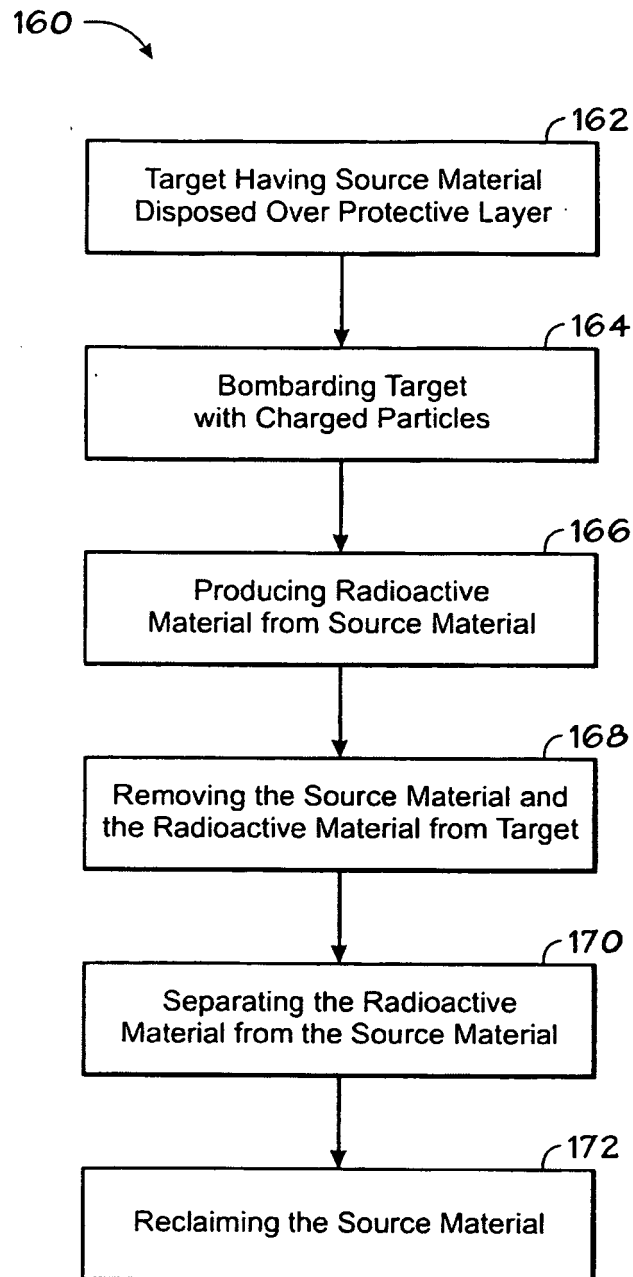 160
162
Target Having Source Material
Disposed Over Protective Layer
164
Bombarding Target
with Charged Particles
166
Producing Radioactive
Material from Source Material
168
Removing the Source Material and
the Radioactive Material from Target
170
Separating the Radioactive
Material from the Source Material
172
Reclaiming the Source Material